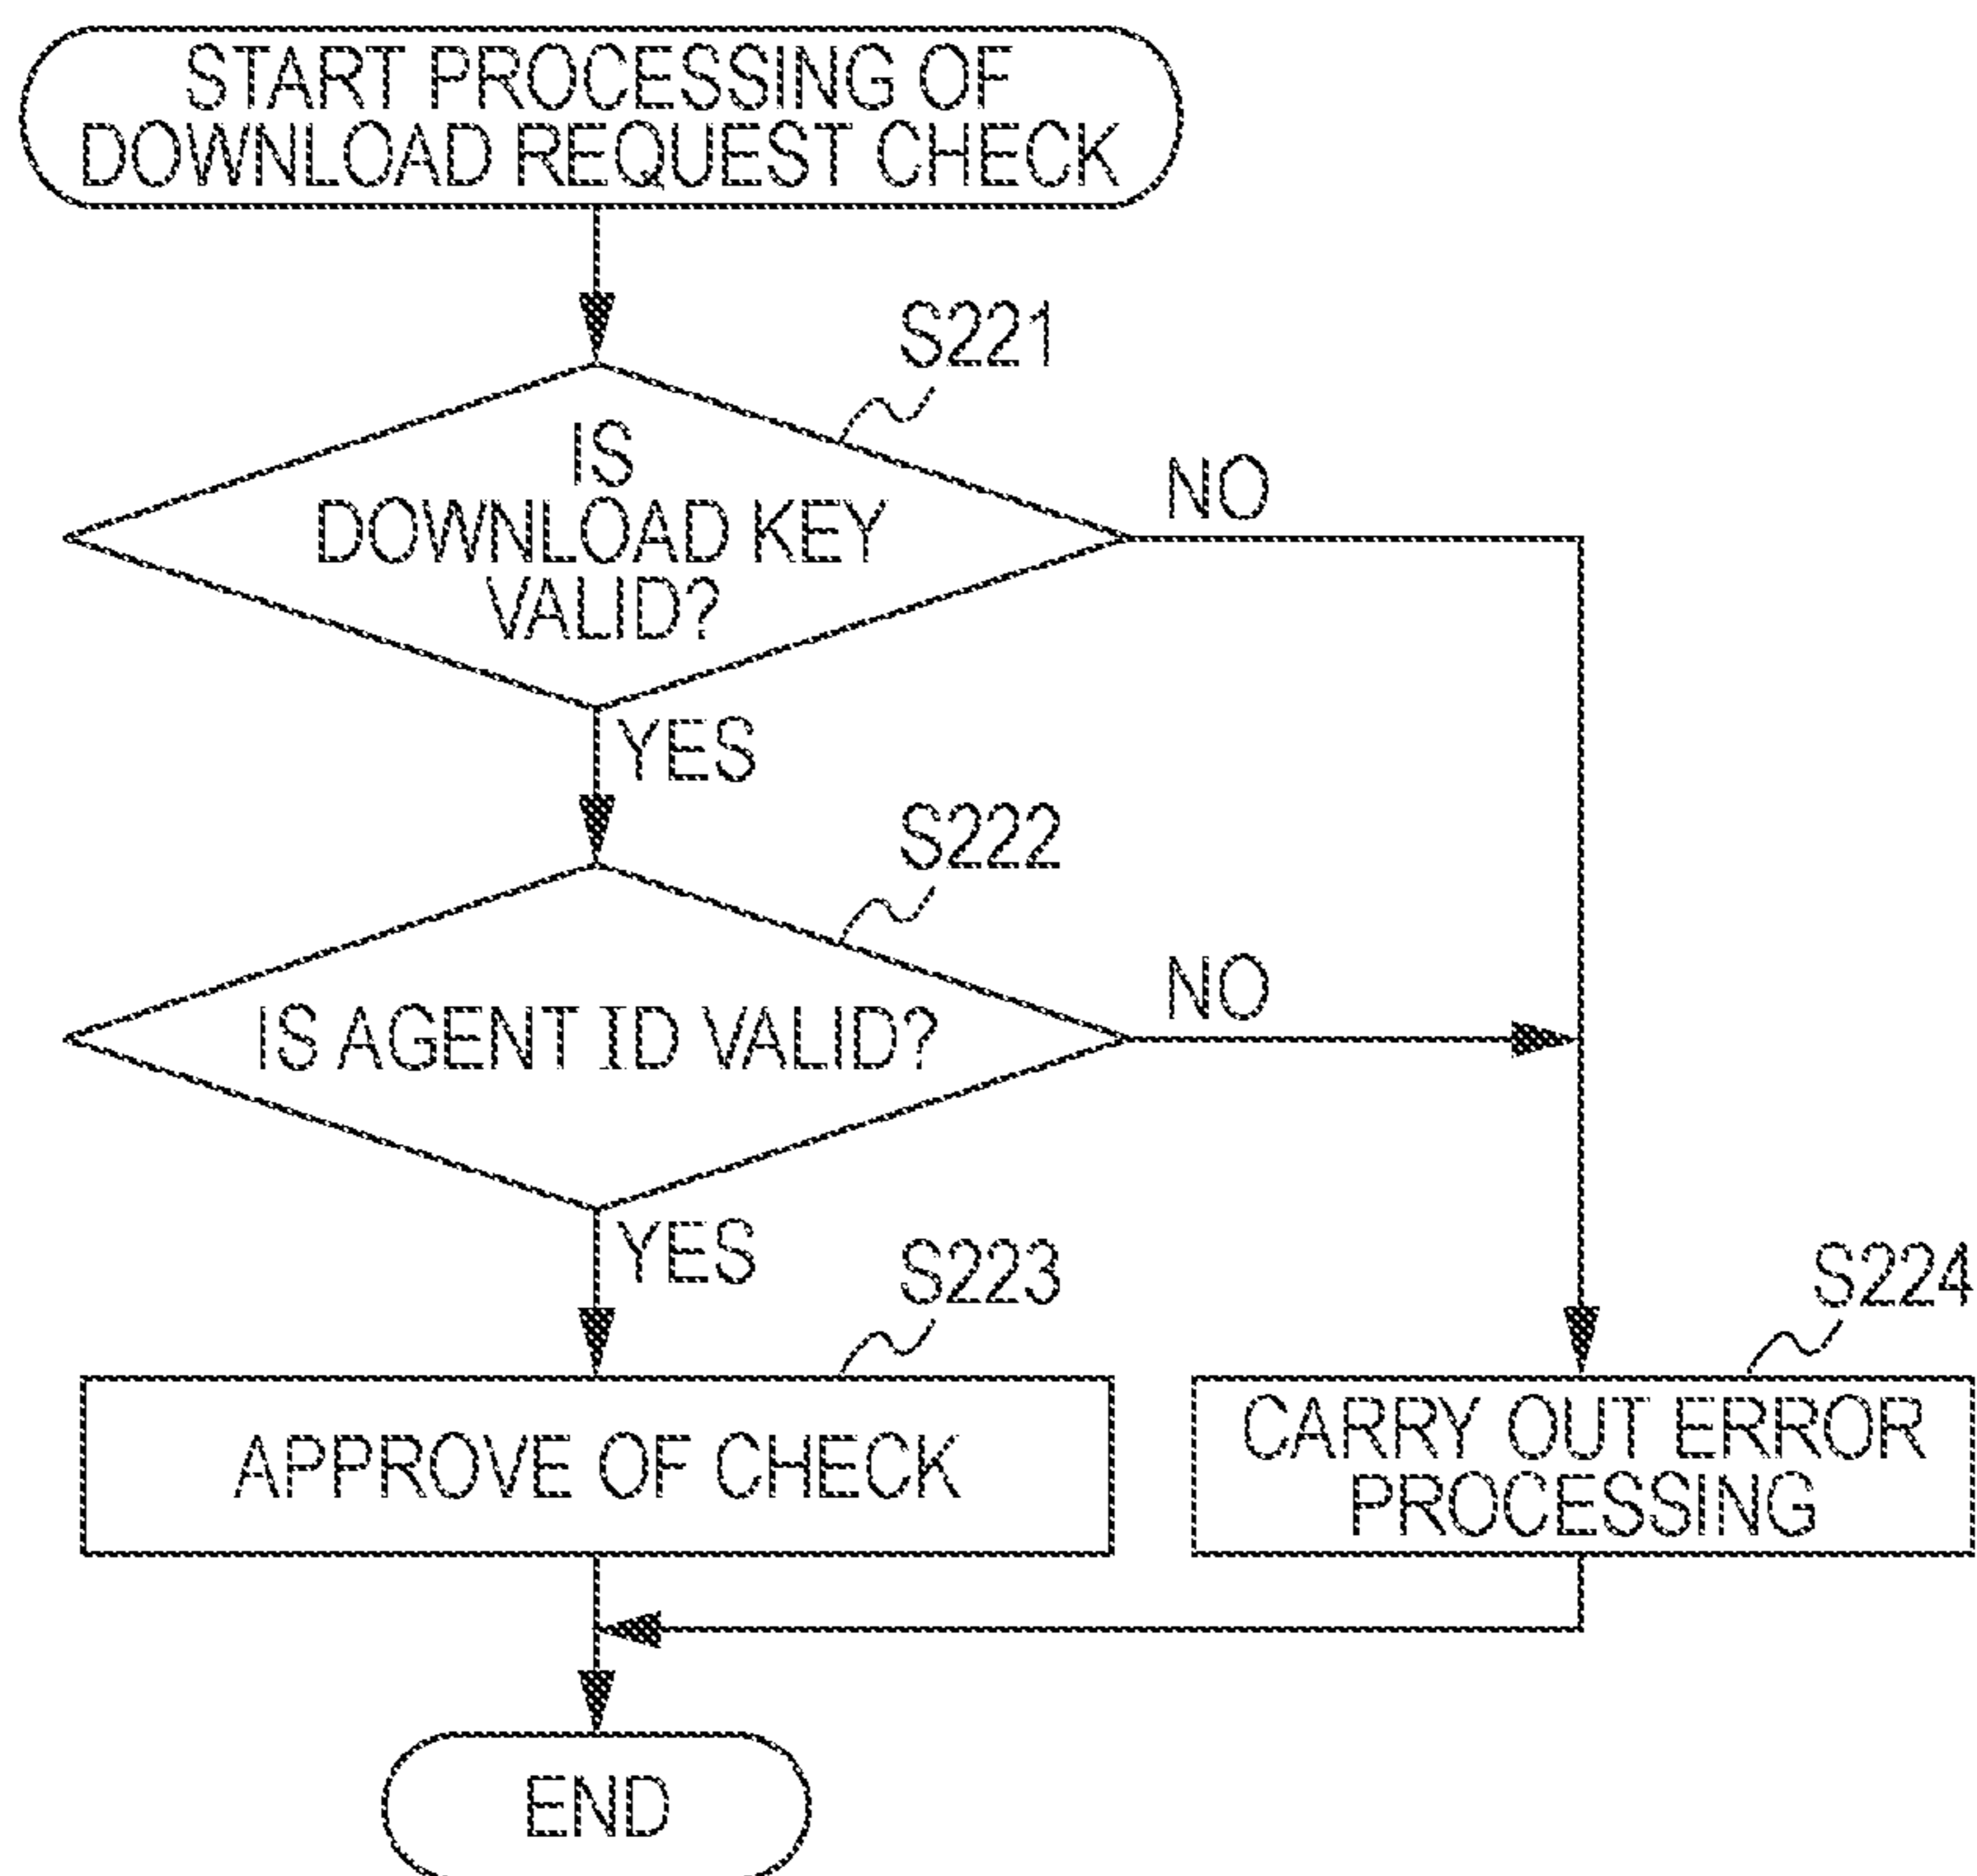 START PROCESSING OF
DOWNLOAD REQUEST CHECK
S221
IS
DOWNLOAD KEY
VALID?
NO
YES
S222
IS AGENT ID VALID?
NO
YES
S223
APPROVE OF CHECK
S224
CARRY OUT ERROR
PROCESSING
END